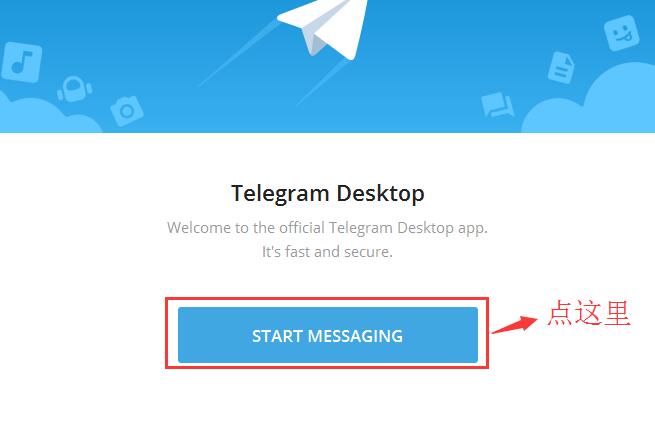 Telegram Desktop
Welcome to the official Telegram Desktop app.
It's fast and secure.
START MESSAGING
点这里